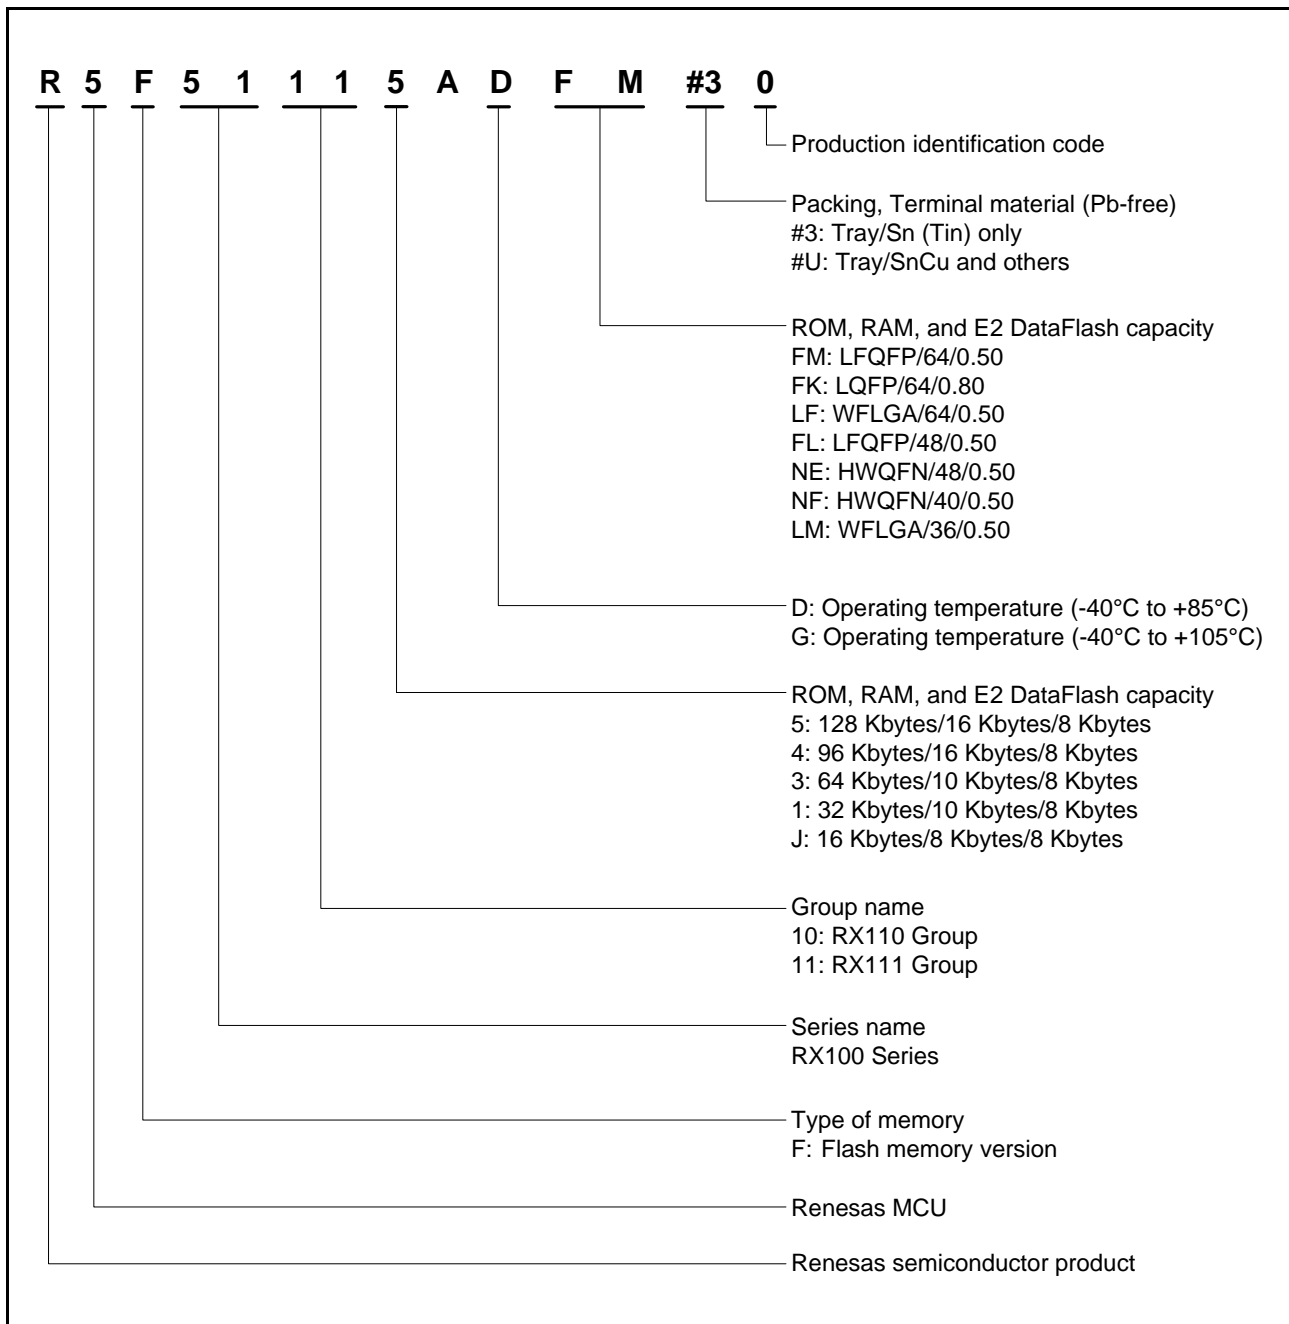 R 5 F 5 1 1 1 5 A D F M #3 0
Production identification code
Packing, Terminal material (Pb-free)
#3: Tray/Sn (Tin) only
#U: Tray/SnCu and others
ROM, RAM, and E2 DataFlash capacity
FM: LFQFP/64/0.50
FK: LQFP/64/0.80
LF: WFLGA/64/0.50
FL: LFQFP/48/0.50
NE: HWQFN/48/0.50
NF: HWQFN/40/0.50
LM: WFLGA/36/0.50
D: Operating temperature (-40°C to +85°C)
G: Operating temperature (-40°C to +105°C)
ROM, RAM, and E2 DataFlash capacity
5: 128 Kbytes/16 Kbytes/8 Kbytes
4: 96 Kbytes/16 Kbytes/8 Kbytes
3: 64 Kbytes/10 Kbytes/8 Kbytes
1: 32 Kbytes/10 Kbytes/8 Kbytes
J: 16 Kbytes/8 Kbytes/8 Kbytes
Group name
10: RX110 Group
11: RX111 Group
Series name
RX100 Series
Type of memory
F: Flash memory version
Renesas MCU
Renesas semiconductor product